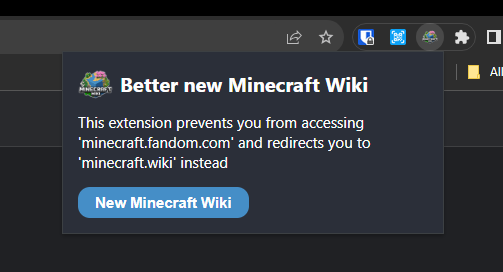 Better new Minecraft Wiki
This extension prevents you from accessing
'minecraft.fandom.com' and redirects you to
'minecraft.wiki' instead
New Minecraft Wiki
All